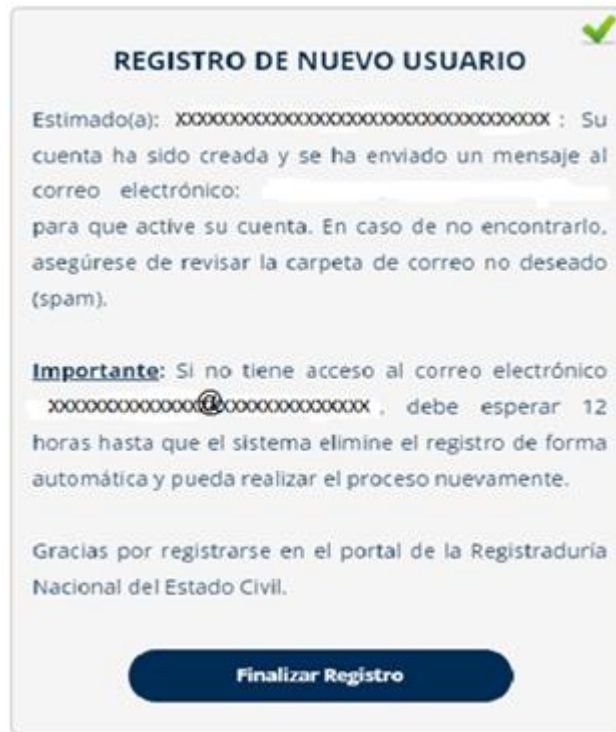 REGISTRO DE NUEVO USUARIO
Estimado(a): XXXXXXXXXXXXXXXXXXXXXXXXXXXXXXXXXXX : Su
cuenta ha sido creada y se ha enviado un mensaje al
correo electrónico:
para que active su cuenta. En caso de no encontrarlo,
asegúrese de revisar la carpeta de correo no deseado
(spam).
Importante: Si no tiene acceso al correo electrónico
XXXXXXXXXXXXXX@XXXXXXXXXXXXXX , debe esperar 12
horas hasta que el sistema elimine el registro de forma
automática y pueda realizar el proceso nuevamente.
Gracias por registrarse en el portal de la Registraduría
Nacional del Estado Civil.
Finalizar Registro